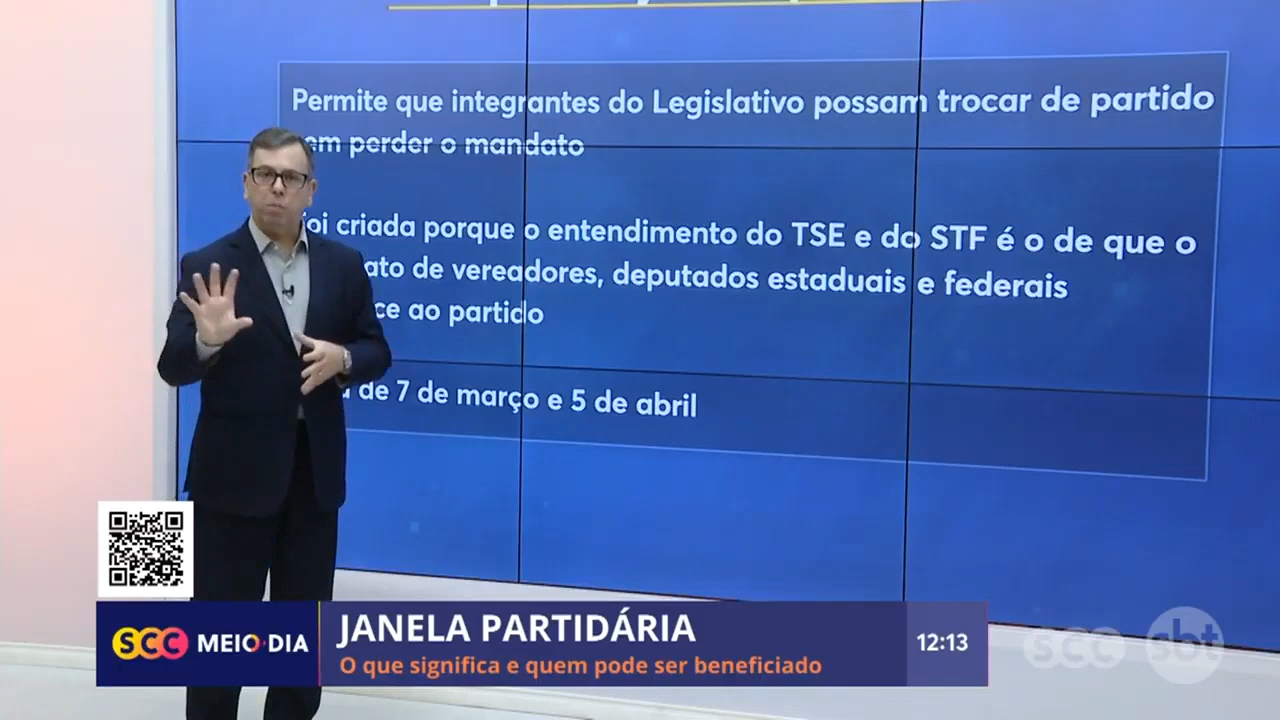 Permite que integrantes do Legislativo possam trocar de partido
em perder o mandato
foi criada porque o entendimento do TSE e do STF é o de que o
ato de vereadores, deputados estaduais e federais
ce ao partido
de 7 de março e 5 de abril
SCC MEIO-DIA
JANELA PARTIDÁRIA
O que significa e quem pode ser beneficiado
12:13
scc sbt